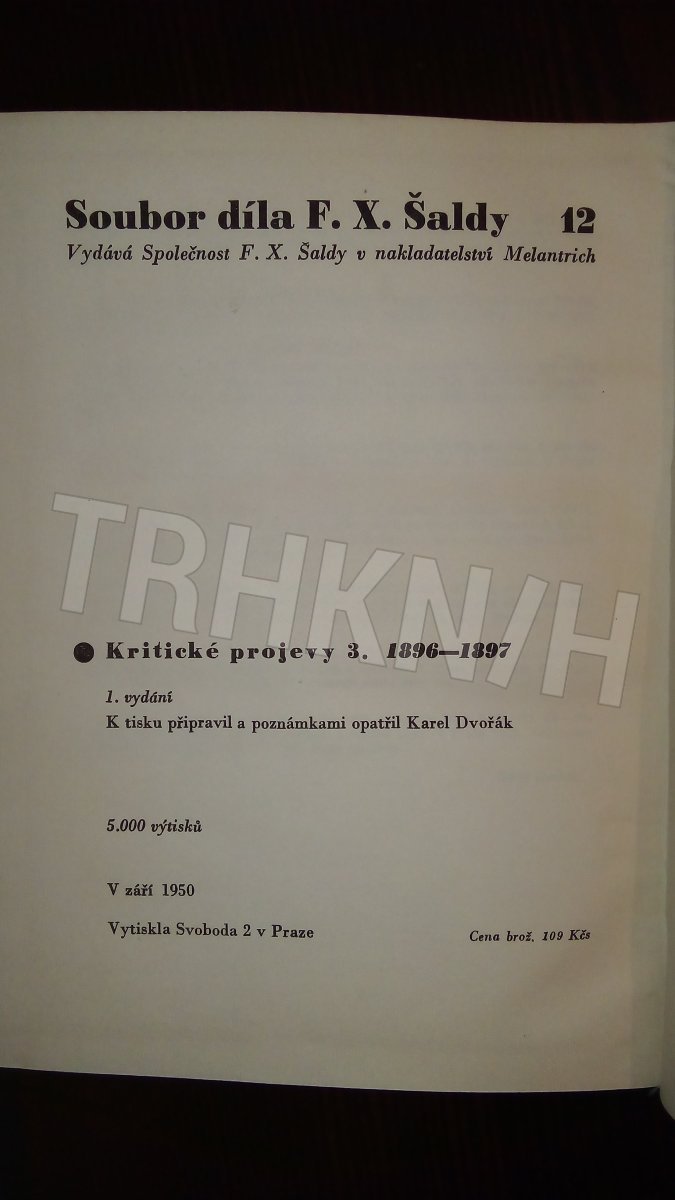 Soubor díla F. X. Šaldy 12
Vydává Společnost F. X. Šaldy v nakladatelství Melantrich
TRHKN/H
Kritické projevy 3. 1896—1897
1. vydání
K tisku připravil a poznámkami opatřil Karel Dvořák
5.000 výtisků
V září 1950
Vytiskla Svoboda 2 v Praze
Cena brož. 109 Kčs